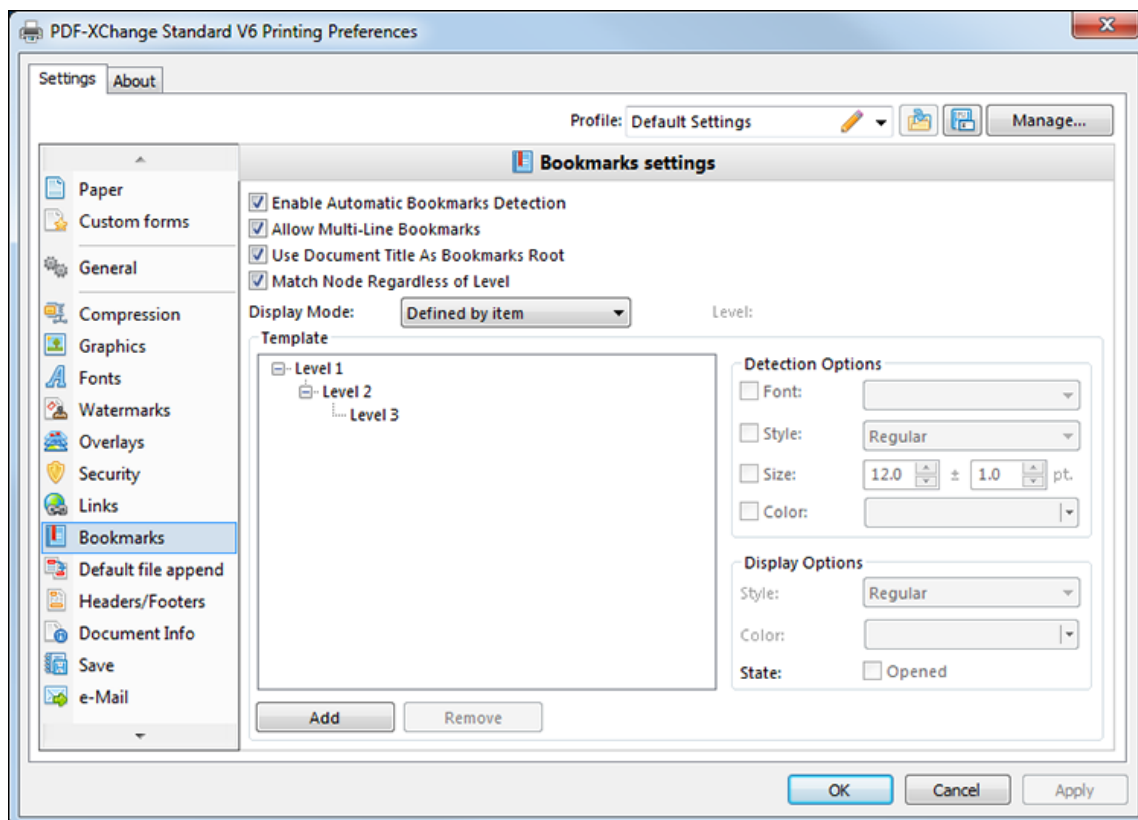 PDF-XChange Standard V6 Printing Preferences
Settings About
Profile: Default Settings Manage...
Bookmarks settings
Paper
Custom forms
General
Compression
Graphics
Fonts
Watermarks
Overlays
Security
Links
Bookmarks
Default file append
Headers/Footers
Document Info
Save
e-Mail
Enable Automatic Bookmarks Detection
Allow Multi-Line Bookmarks
Use Document Title As Bookmarks Root
Match Node Regardless of Level
Display Mode: Defined by item Level:
Template
Level 1
Level 2
Level 3
Detection Options
Font:
Style: Regular
Size: 12.0 ± 1.0 pt.
Color:
Display Options
Style: Regular
Color:
State: Opened
Add Remove
OK Cancel Apply